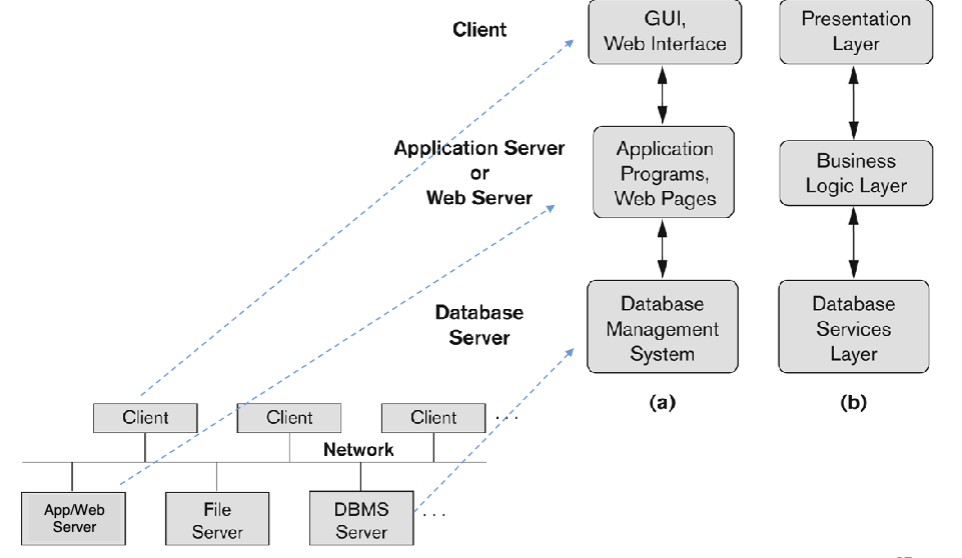 Client
GUI,
Web Interface
Presentation
Layer
Application Server
or
Web Server
Application
Programs,
Web Pages
Business
Logic Layer
Database
Server
Database
Management
System
Database
Services
Layer
(a)
(b)
Client
Client
Client
. . .
Network
App/Web
Server
File
Server
DBMS
Server
. . .